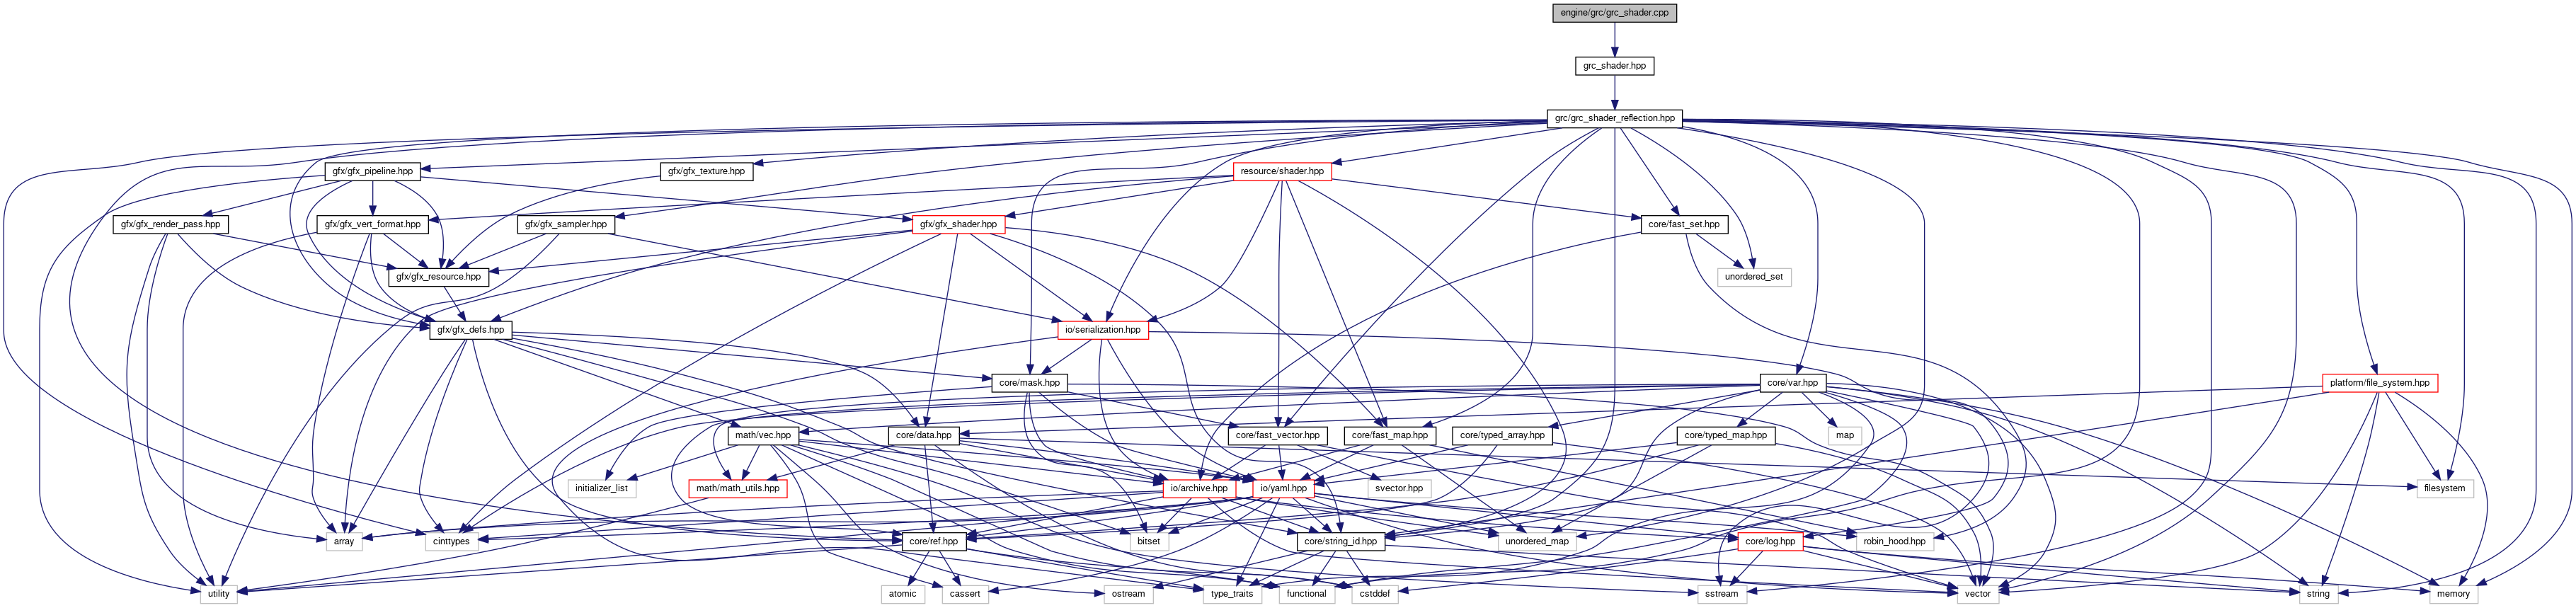 engine/grc/grc_shader.cpp
grc_shader.hpp
grc/grc_shader_reflection.hpp
gfx/gfx_pipeline.hpp
gfx/gfx_texture.hpp
resource/shader.hpp
gfx/gfx_render_pass.hpp
gfx/gfx_vert_format.hpp
gfx/gfx_sampler.hpp
gfx/gfx_shader.hpp
core/fast_set.hpp
gfx/gfx_resource.hpp
unordered_set
gfx/gfx_defs.hpp
io/serialization.hpp
core/mask.hpp
core/var.hpp
platform/file_system.hpp
math/vec.hpp
core/data.hpp
core/fast_vector.hpp
core/fast_map.hpp
core/typed_array.hpp
core/typed_map.hpp
map
initializer_list
math/math_utils.hpp
io/archive.hpp
io/yaml.hpp
svector.hpp
filesystem
array
cinttypes
core/ref.hpp
bitset
core/string_id.hpp
unordered_map
core/log.hpp
robin_hood.hpp
utility
atomic
cassert
ostream
type_traits
functional
cstddef
sstream
vector
string
memory